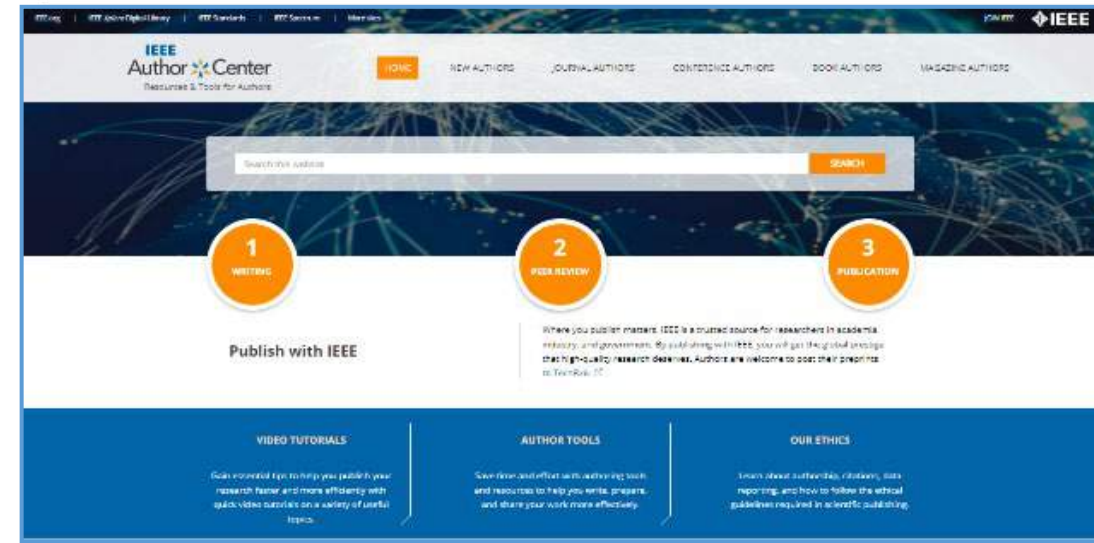 IEEE.org | IEEE Xplore Digital Library | IEEE Standards | IEEE Spectrum | More sites
JOIN IEEE
IEEE
IEEE
Author Center
Resources & Tools for Authors
HOME
NEW AUTHORS
JOURNAL AUTHORS
CONFERENCE AUTHORS
BOOK AUTHORS
MAGAZINE AUTHORS
Search this website
SEARCH
1
WRITING
2
PEER REVIEW
3
PUBLICATION
Publish with IEEE
Where you publish matters. IEEE is a trusted source for researchers in academia,
industry, and government. By publishing with IEEE, you will get the global prestige
that high-quality research deserves. Authors are welcome to post their preprints
to TechRxiv
VIDEO TUTORIALS
Gain essential tips to help you publish your
research faster and more efficiently with
quick video tutorials on a variety of useful
topics.
AUTHOR TOOLS
Save time and effort with authoring tools
and resources to help you write, prepare,
and share your work more effectively.
OUR ETHICS
Learn about authorship, citations, data
reporting, and how to follow the ethical
guidelines required in scientific publishing.